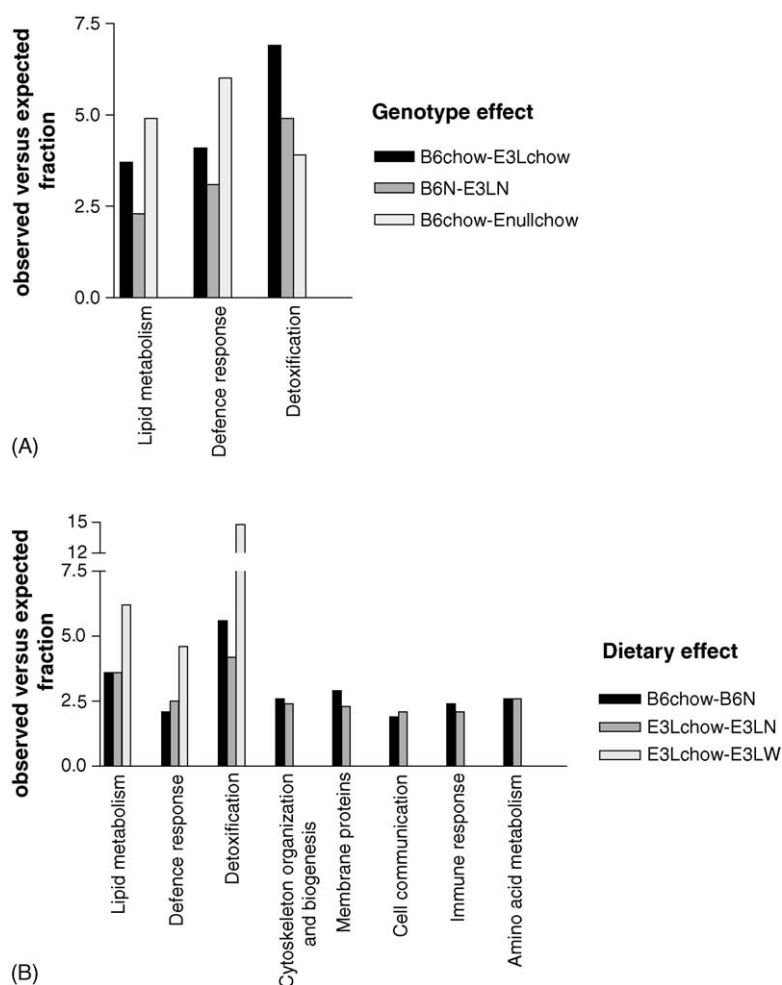 7.5
5.0
2.5
0.0
observed versus expected
fraction
Lipid metabolism
Defence response
Detoxification
Genotype effect
B6chow-E3Lchow
B6N-E3LN
B6chow-Enullchow
(A)
15
12
7.5
5.0
2.5
0.0
observed versus expected
fraction
Lipid metabolism
Defence response
Detoxification
Cytoskeleton organization
and biogenesis
Membrane proteins
Cell communication
Immune response
Amino acid metabolism
Dietary effect
B6chow-B6N
E3Lchow-E3LN
E3Lchow-E3LW
(B)